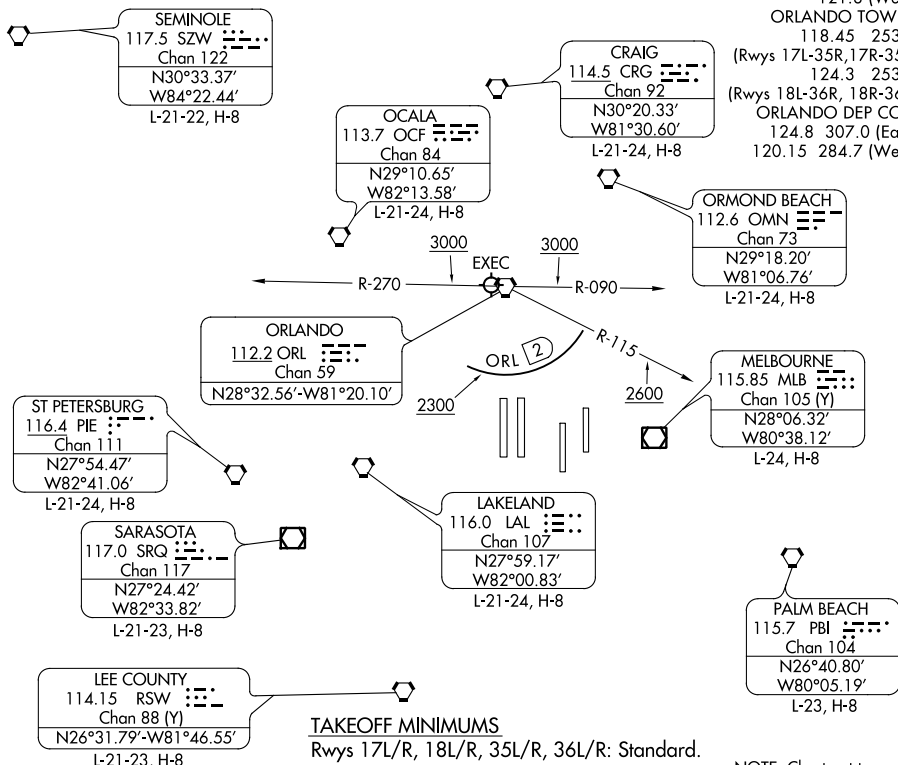 121.8 (We
ORLANDO TOW
118.45 253
(Rwys 17L-35R,17R-35
124.3 253
(Rwys 18L-36R, 18R-36
ORLANDO DEP CO
124.8 307.0 (Ea
120.15 284.7 (We
SEMINOLE
117.5 SZW
Chan 122
N30°33.37'
W84°22.44'
L-21-22, H-8
CRAIG
114.5 CRG
Chan 92
N30°20.33'
W81°30.60'
L-21-24, H-8
OCALA
113.7 OCF
Chan 84
N29°10.65'
W82°13.58'
L-21-24, H-8
ORMOND BEACH
112.6 OMN
Chan 73
N29°18.20'
W81°06.76'
L-21-24, H-8
3000
EXEC
3000
R-270
R-090
ORLANDO
112.2 ORL
Chan 59
N28°32.56'-W81°20.10'
R-115
ORL 2
2300
2600
MELBOURNE
115.85 MLB
Chan 105 (Y)
N28°06.32'
W80°38.12'
L-24, H-8
ST PETERSBURG
116.4 PIE
Chan 111
N27°54.47'
W82°41.06'
L-21-24, H-8
LAKELAND
116.0 LAL
Chan 107
N27°59.17'
W82°00.83'
L-21-24, H-8
SARASOTA
117.0 SRQ
Chan 117
N27°24.42'
W82°33.82'
L-21-23, H-8
PALM BEACH
115.7 PBI
Chan 104
N26°40.80'
W80°05.19'
L-23, H-8
LEE COUNTY
114.15 RSW
Chan 88 (Y)
N26°31.79'-W81°46.55'
L-21-23, H-8
TAKEOFF MINIMUMS
Rwys 17L/R, 18L/R, 35L/R, 36L/R: Standard.